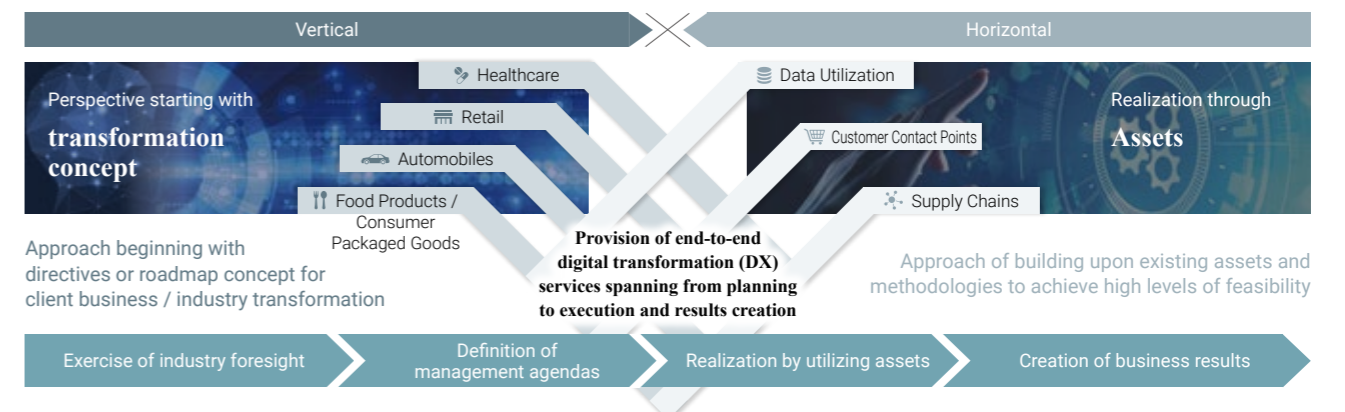 Vertical
Horizontal
Perspective starting with
transformation
concept
Healthcare
Retail
Automobiles
Food Products /
Consumer
Packaged Goods
Data Utilization
Customer Contact Points
Supply Chains
Realization through
Assets
Approach beginning with
directives or roadmap concept for
client business / industry transformation
Provision of end-to-end
digital transformation (DX)
services spanning from planning
to execution and results creation
Approach of building upon existing assets and
methodologies to achieve high levels of feasibility
Exercise of industry foresight
Definition of
management agendas
Realization by utilizing assets
Creation of business results